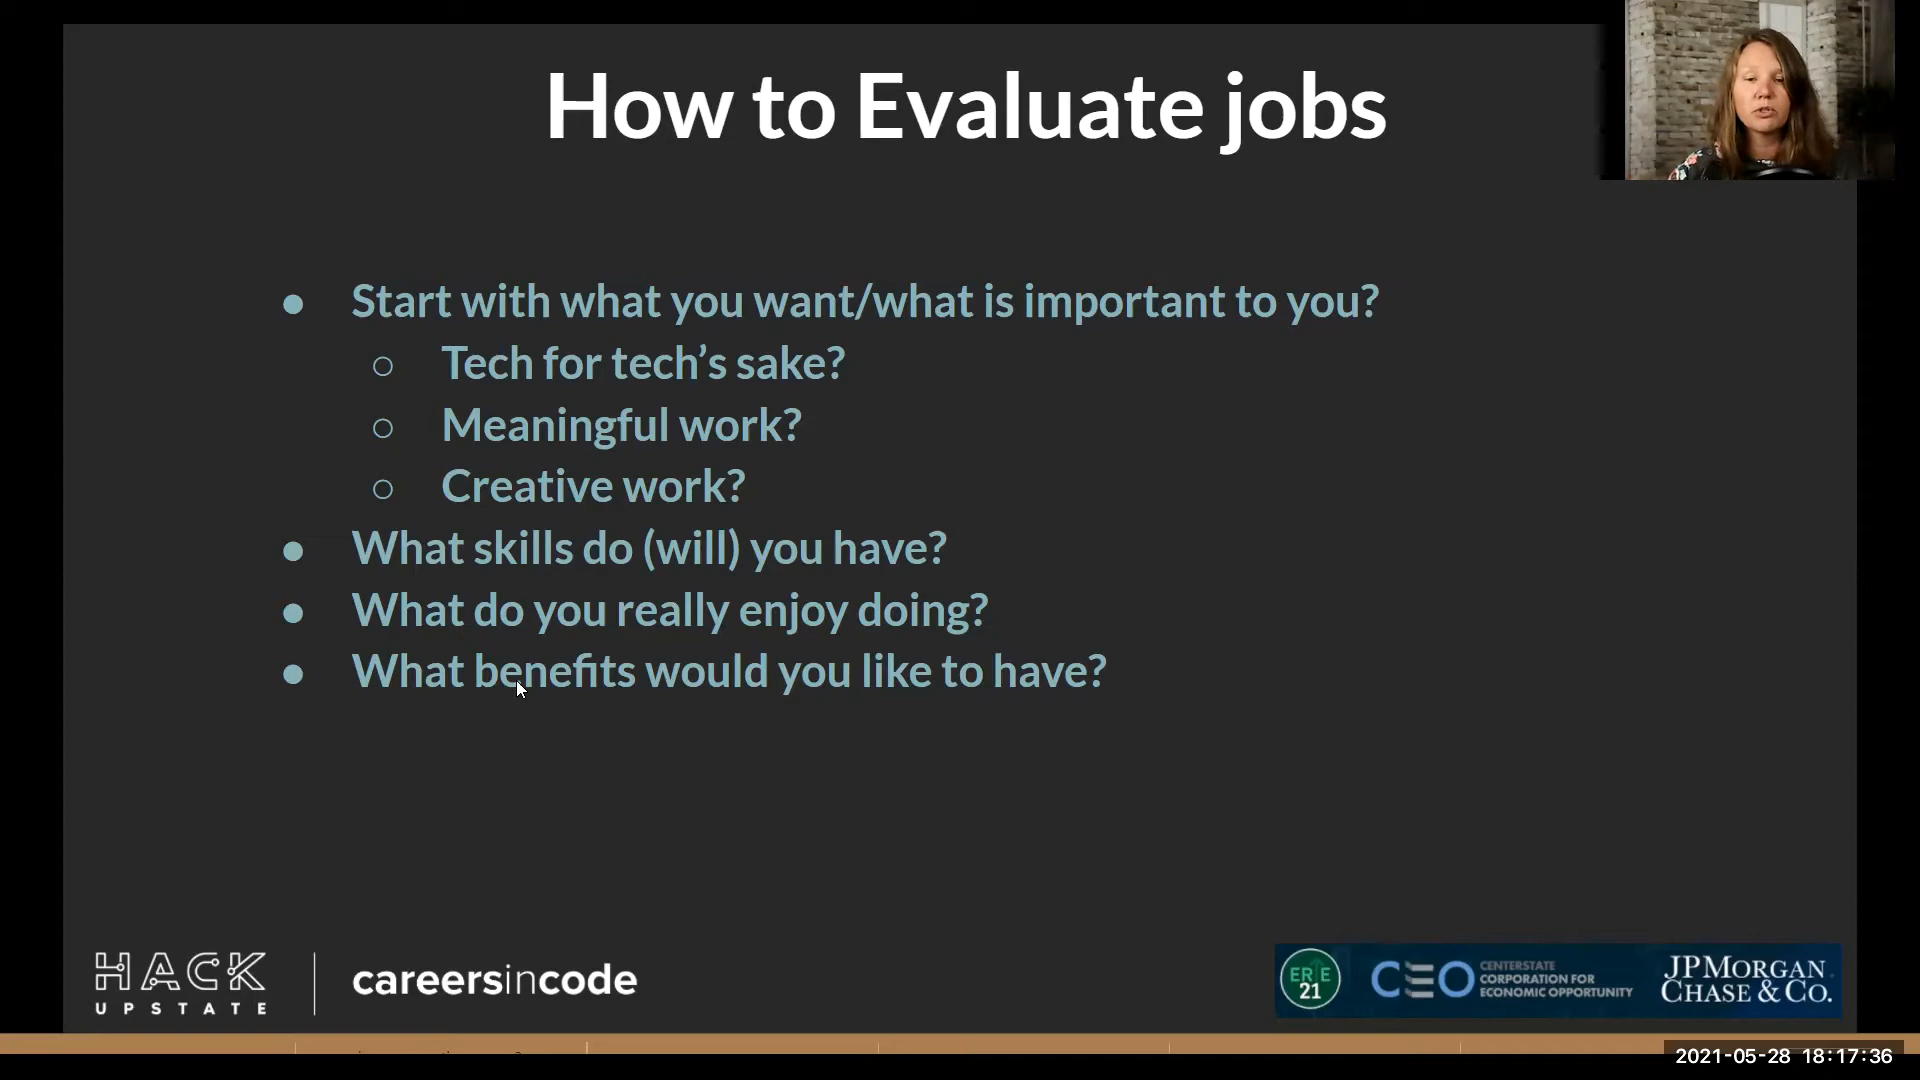 How to Evaluate jobs
● Start with what you want/what is important to you?
○ Tech for tech’s sake?
○ Meaningful work?
○ Creative work?
● What skills do (will) you have?
● What do you really enjoy doing?
● What benefits would you like to have?
HACK
UPSTATE
careersincode
ERIE
21
CEO
CENTERSTATE
CORPORATION FOR
ECONOMIC OPPORTUNITY
JPMORGAN
CHASE & CO.
2021-05-28 18:17:36